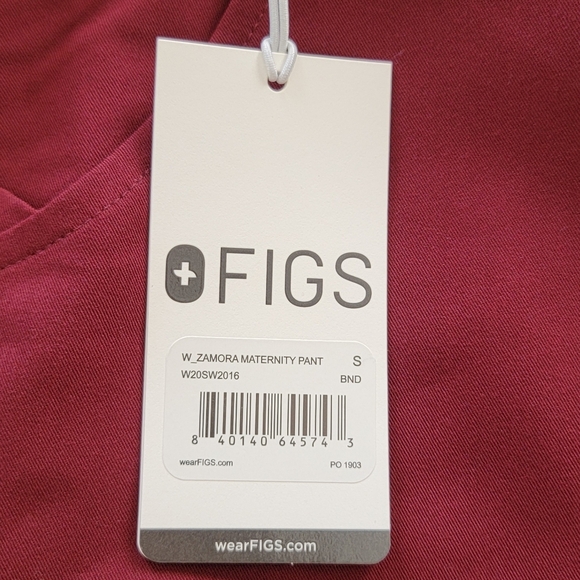 FIGS
W_ZAMORA MATERNITY PANT S
W20SW2016 BND
8 40140 64574 3
wearFIGS.com PO 1903
wearFIGS.com